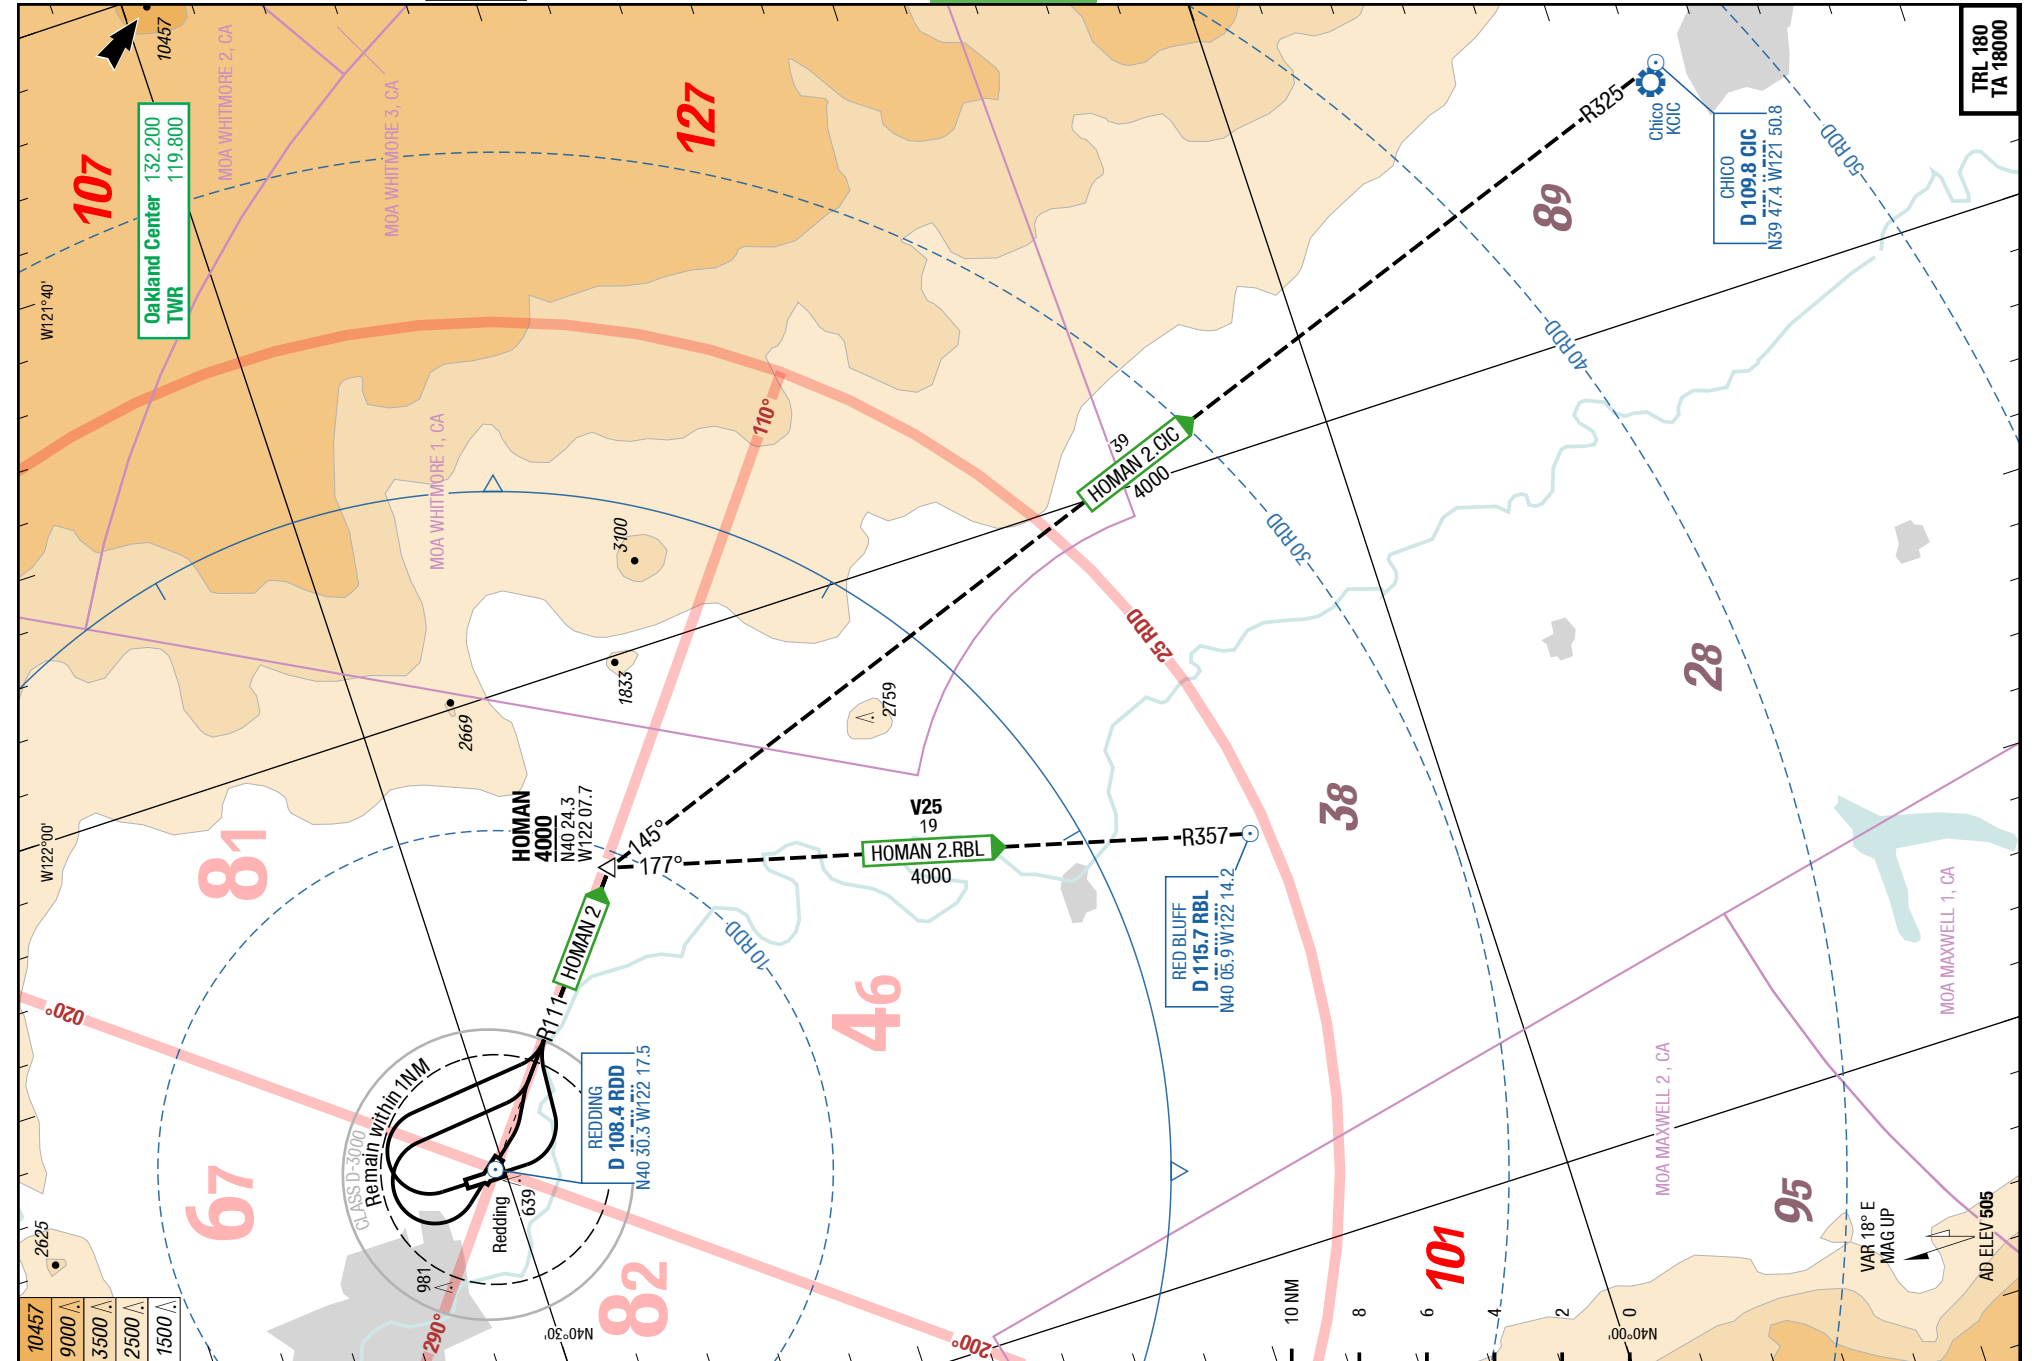 10457
107
Oakland Center 132.200
TWR 119.800
MOA WHITMORE 2, CA
MOA WHITMORE 3, CA
127
W121°40'
MOA WHITMORE 1, CA
110°
3100
1833
2669
2759
W122°00'
81
HOMAN
4000
N40 24.3
W122 07.7
145°
177°
HOMAN 2
R111
V25
19
HOMAN 2.RBL
4000
R357
39
HOMAN 2.CIC
4000
R325
Chico
KCIC
CHICO
D 109.8 CIC
N39 47.4 W121 50.8
TRL 180
TA 18000
89
50 RDD
40 RDD
30 RDD
25 RDD
10 RDD
RED BLUFF
D 115.7 RBL
N40 05.9 W122 14.2
38
28
46
020°
CLASS D-3000
Remain within 1NM
REDDING
D 108.4 RDD
N40 30.3 W122 17.5
Redding
639
981
67
82
2625
290°
200°
N40°30'
10457
9000
3500
2500
1500
101
10 NM
8
6
4
2
0
N40°00'
MOA MAXWELL 2, CA
MOA MAXWELL 1, CA
95
VAR 18° E
MAG UP
AD ELEV 505